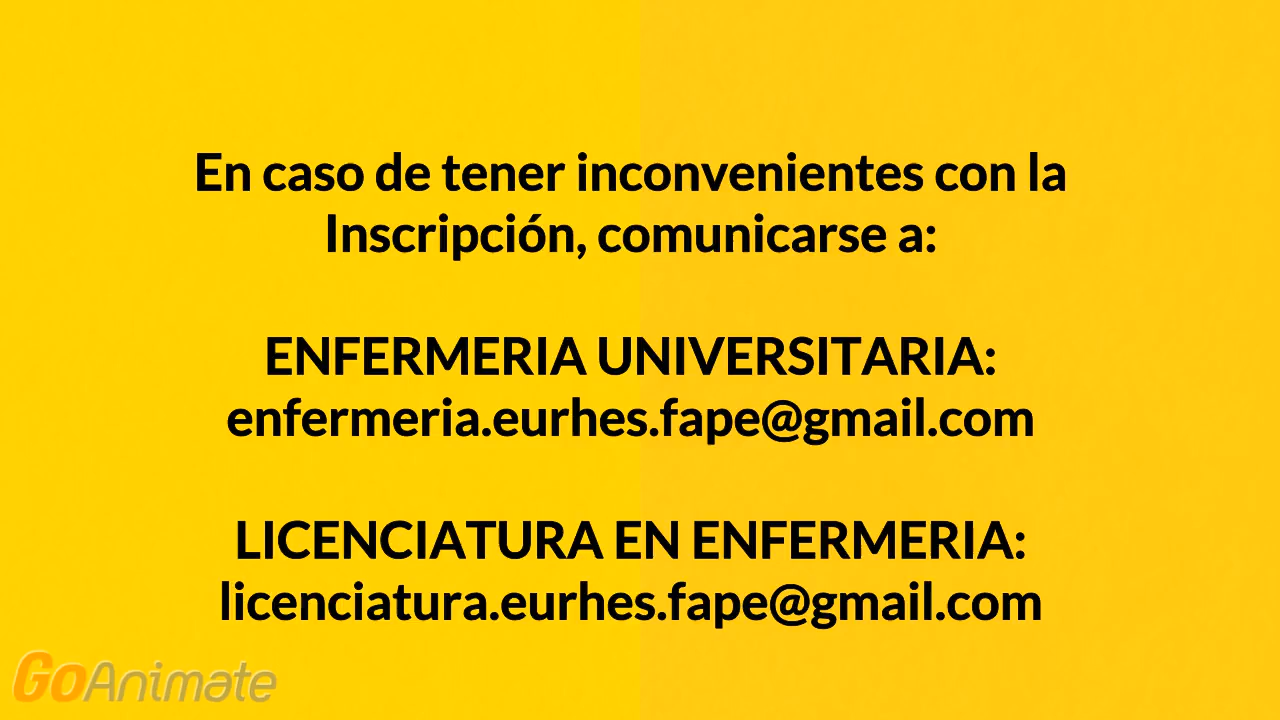 En caso de tener inconvenientes con la
Inscripción, comunicarse a:
ENFERMERIA UNIVERSITARIA:
enfermeria.eurhes.fape@gmail.com
LICENCIATURA EN ENFERMERIA:
licenciatura.eurhes.fape@gmail.com
GoAnimate